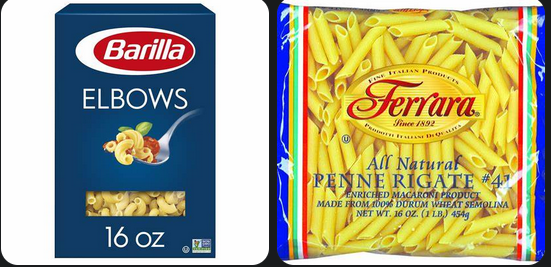 Barilla
ELBOWS
16 OZ
FINE ITALIAN PRODUCTS
Ferrara
Since 1892
PRODOTTI ITALIANI DI QUALITA
All Natural
PENNE RIGATE #41
ENRICHED MACARONI PRODUCT
MADE FROM 100% DURUM WHEAT SEMOLINA
NET WT. 16 OZ. (1 LB.) 454g